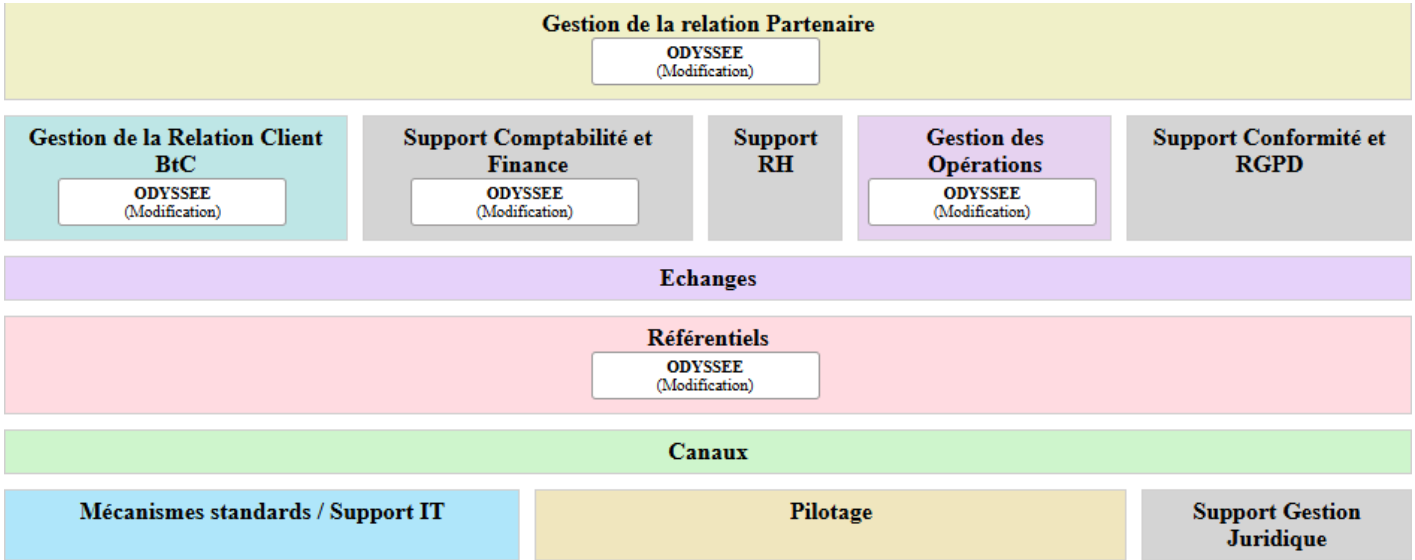 Gestion de la relation Partenaire
ODYSSEE
(Modification)
Gestion de la Relation Client
BtC
ODYSSEE
(Modification)
Support Comptabilité et
Finance
ODYSSEE
(Modification)
Support
RH
Gestion des
Opérations
ODYSSEE
(Modification)
Support Conformité et
RGPD
Echanges
Référentiels
ODYSSEE
(Modification)
Canaux
Mécanismes standards / Support IT
Pilotage
Support Gestion
Juridique